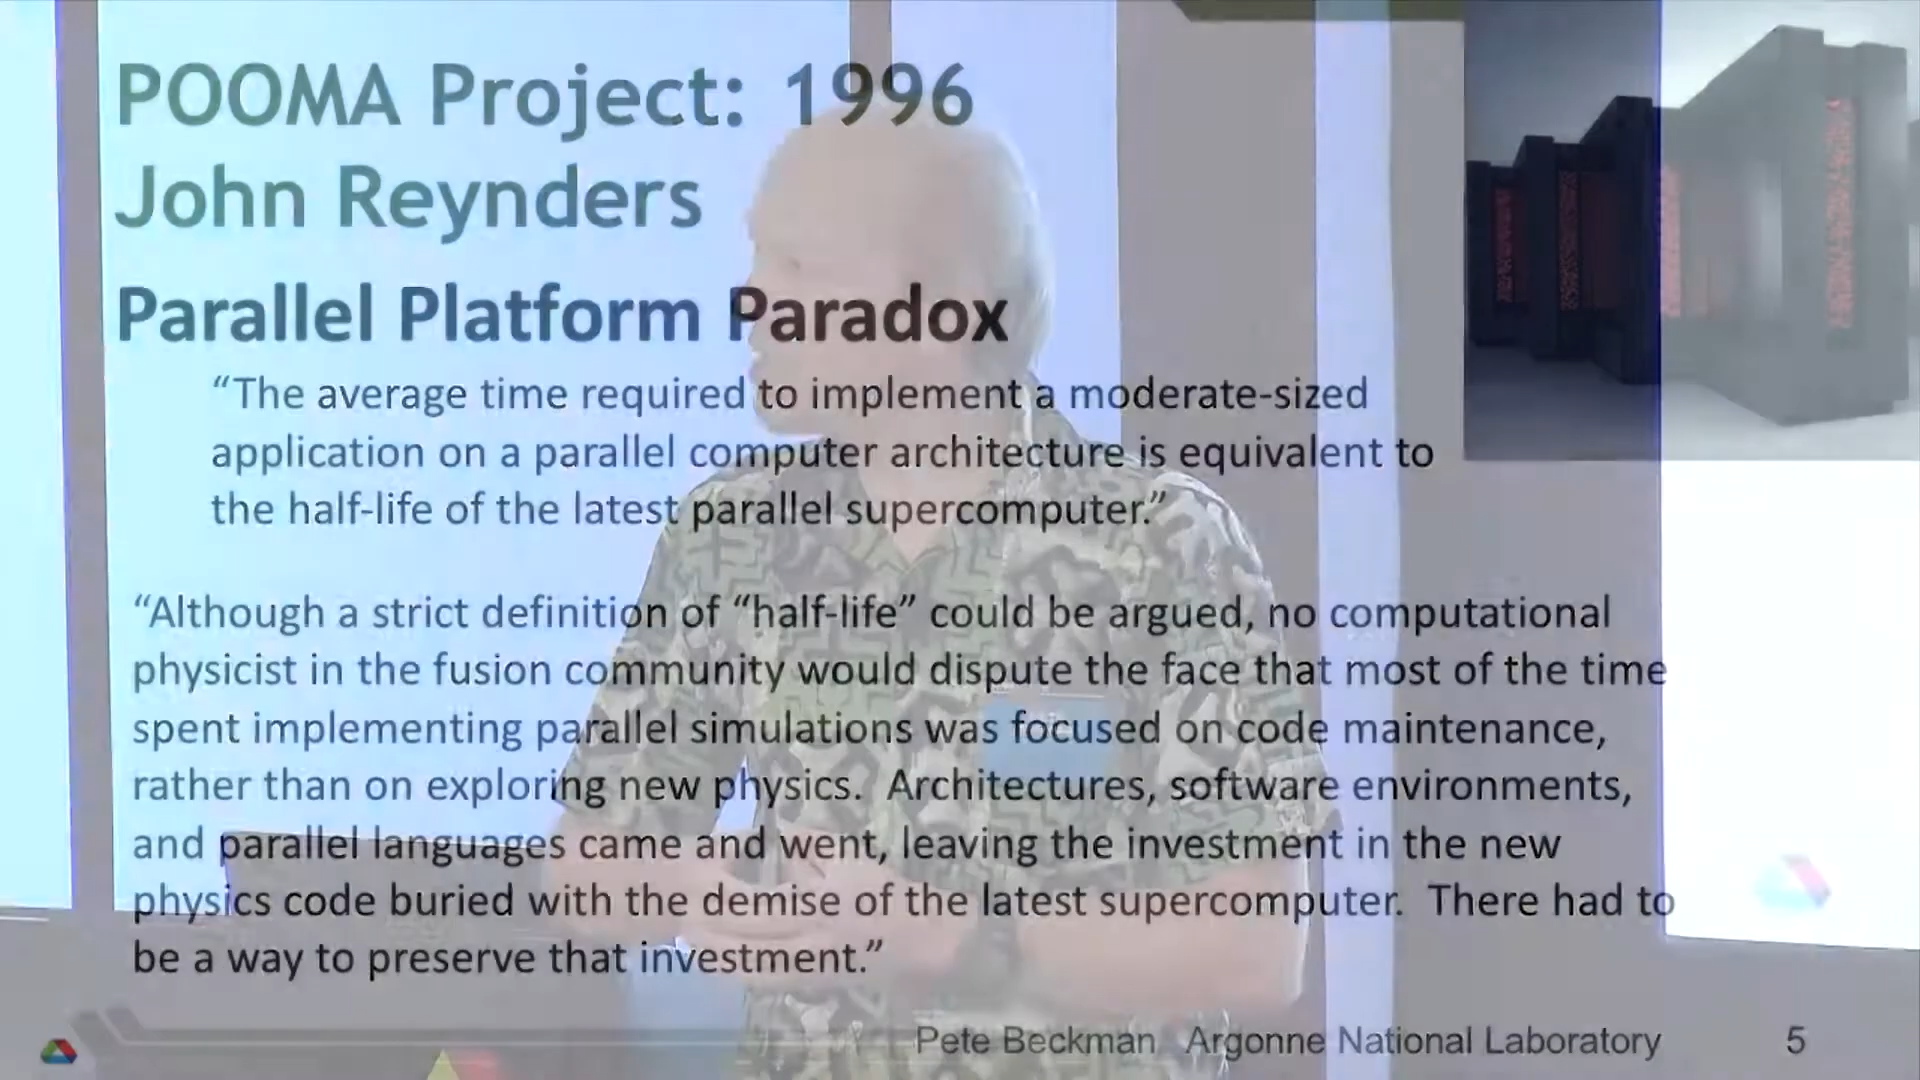 POOMA Project: 1996
John Reynders
Parallel Platform Paradox
“The average time required to implement a moderate-sized
application on a parallel computer architecture is equivalent to
the half-life of the latest parallel supercomputer.”
“Although a strict definition of “half-life” could be argued, no computational
physicist in the fusion community would dispute the face that most of the time
spent implementing parallel simulations was focused on code maintenance,
rather than on exploring new physics.  Architectures, software environments,
and parallel languages came and went, leaving the investment in the new
physics code buried with the demise of the latest supercomputer.  There had to
be a way to preserve that investment.”
Pete Beckman   Argonne National Laboratory
5